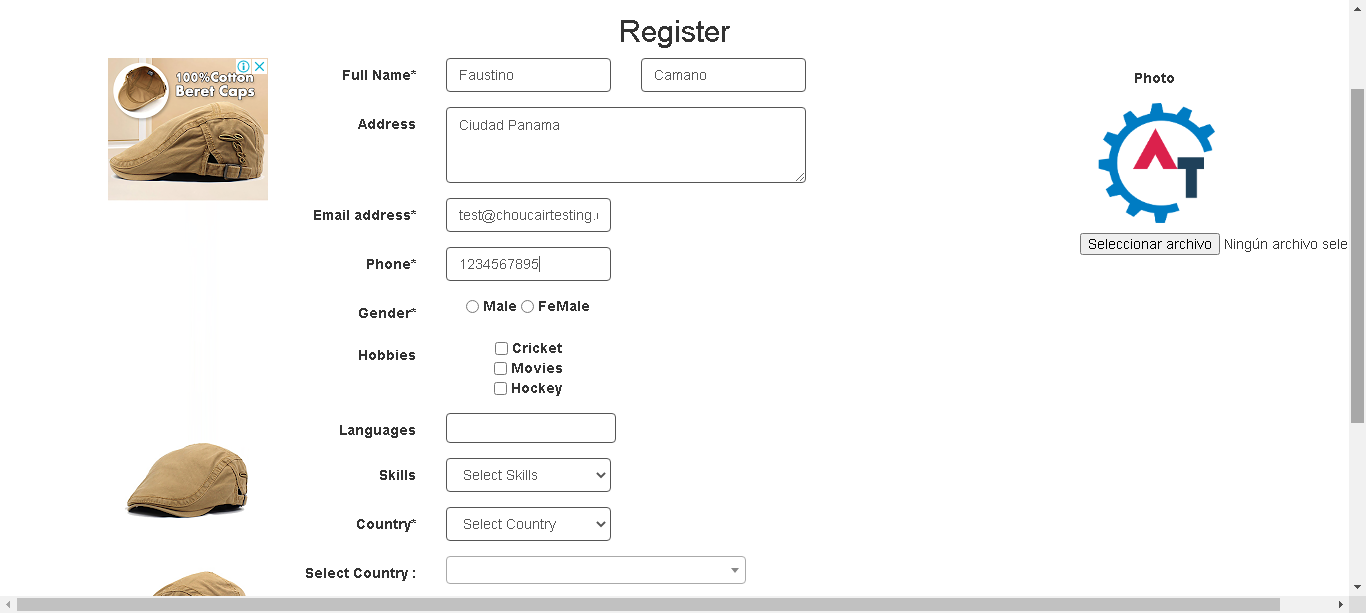 Register
100%Cotton
Beret Caps
Full Name*
Faustino
Camano
Photo
Address
Ciudad Panama
AT
Email address*
test@choucairtesting.
Seleccionar archivo
Ningún archivo sele
Phone*
1234567895
Gender*
Male
FeMale
Hobbies
Cricket
Movies
Hockey
Languages
Skills
Select Skills
Country*
Select Country
Select Country :